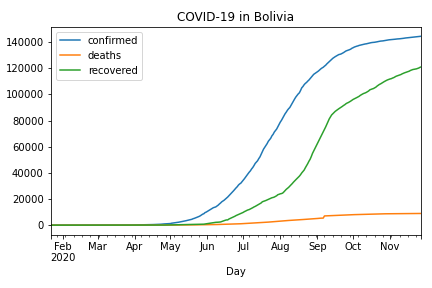 COVID-19 in Bolivia
confirmed
deaths
recovered
140000
120000
100000
80000
60000
40000
20000
0
Feb Mar Apr May Jun Jul Aug Sep Oct Nov
2020
Day